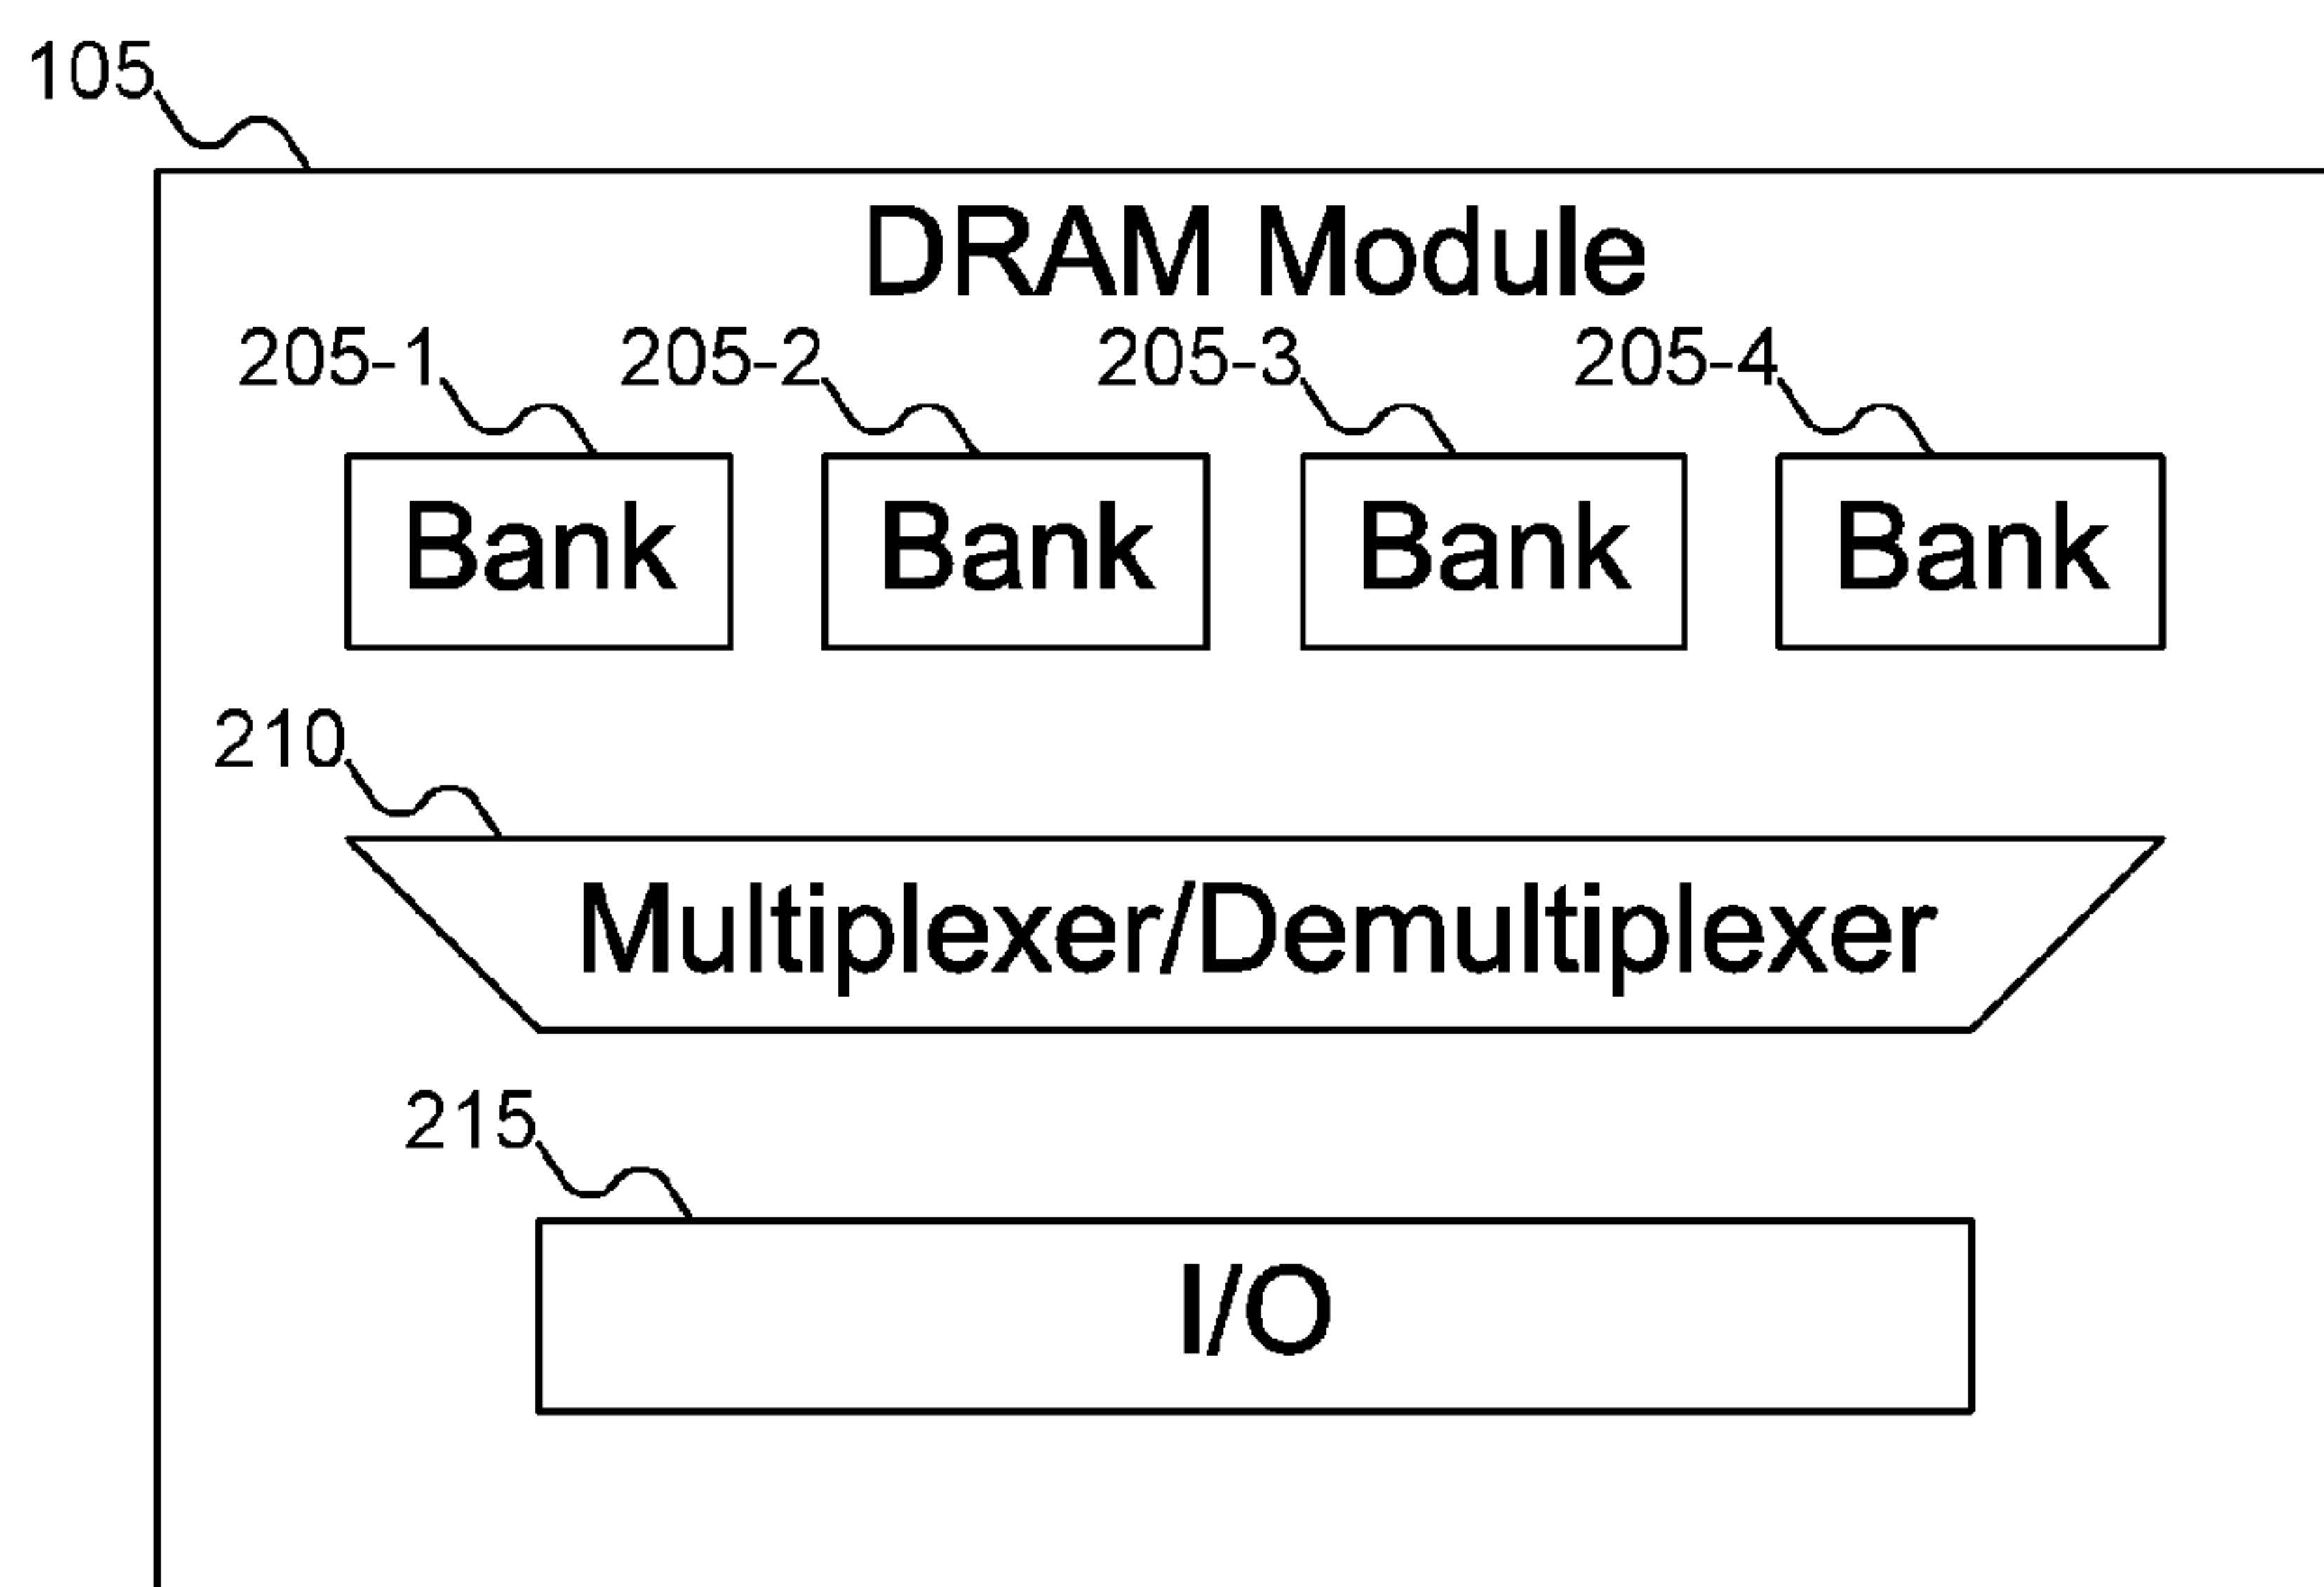 105
DRAM Module
205-1 205-2 205-3 205-4
Bank Bank Bank Bank
210
Multiplexer/Demultiplexer
215
I/O